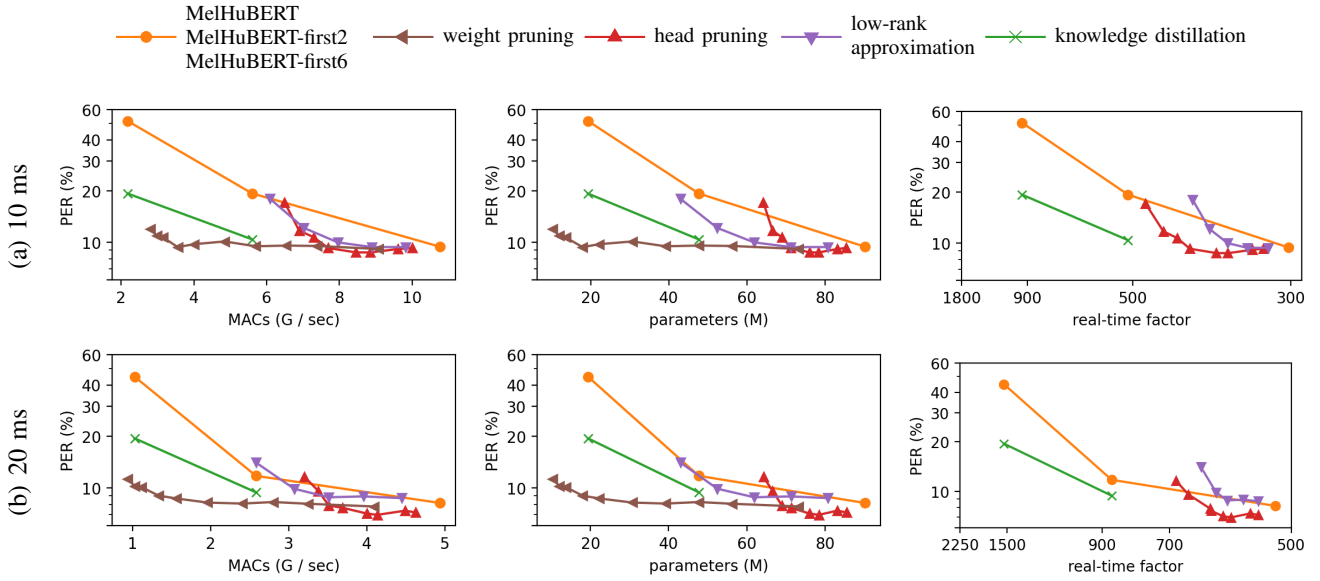 MelHuBERT
MelHuBERT-first2
MelHuBERT-first6
weight pruning
head pruning
low-rank
approximation
knowledge distillation
(a) 10 ms
PER (%)
60
40
30
20
10
2 4 6 8 10
MACs (G / sec)
PER (%)
60
40
30
20
10
20 40 60 80
parameters (M)
PER (%)
60
40
30
20
10
1800 900 500 300
real-time factor
(b) 20 ms
PER (%)
60
40
30
20
10
1 2 3 4 5
MACs (G / sec)
PER (%)
60
40
30
20
10
20 40 60 80
parameters (M)
PER (%)
60
40
30
20
10
2250 1500 900 700 500
real-time factor